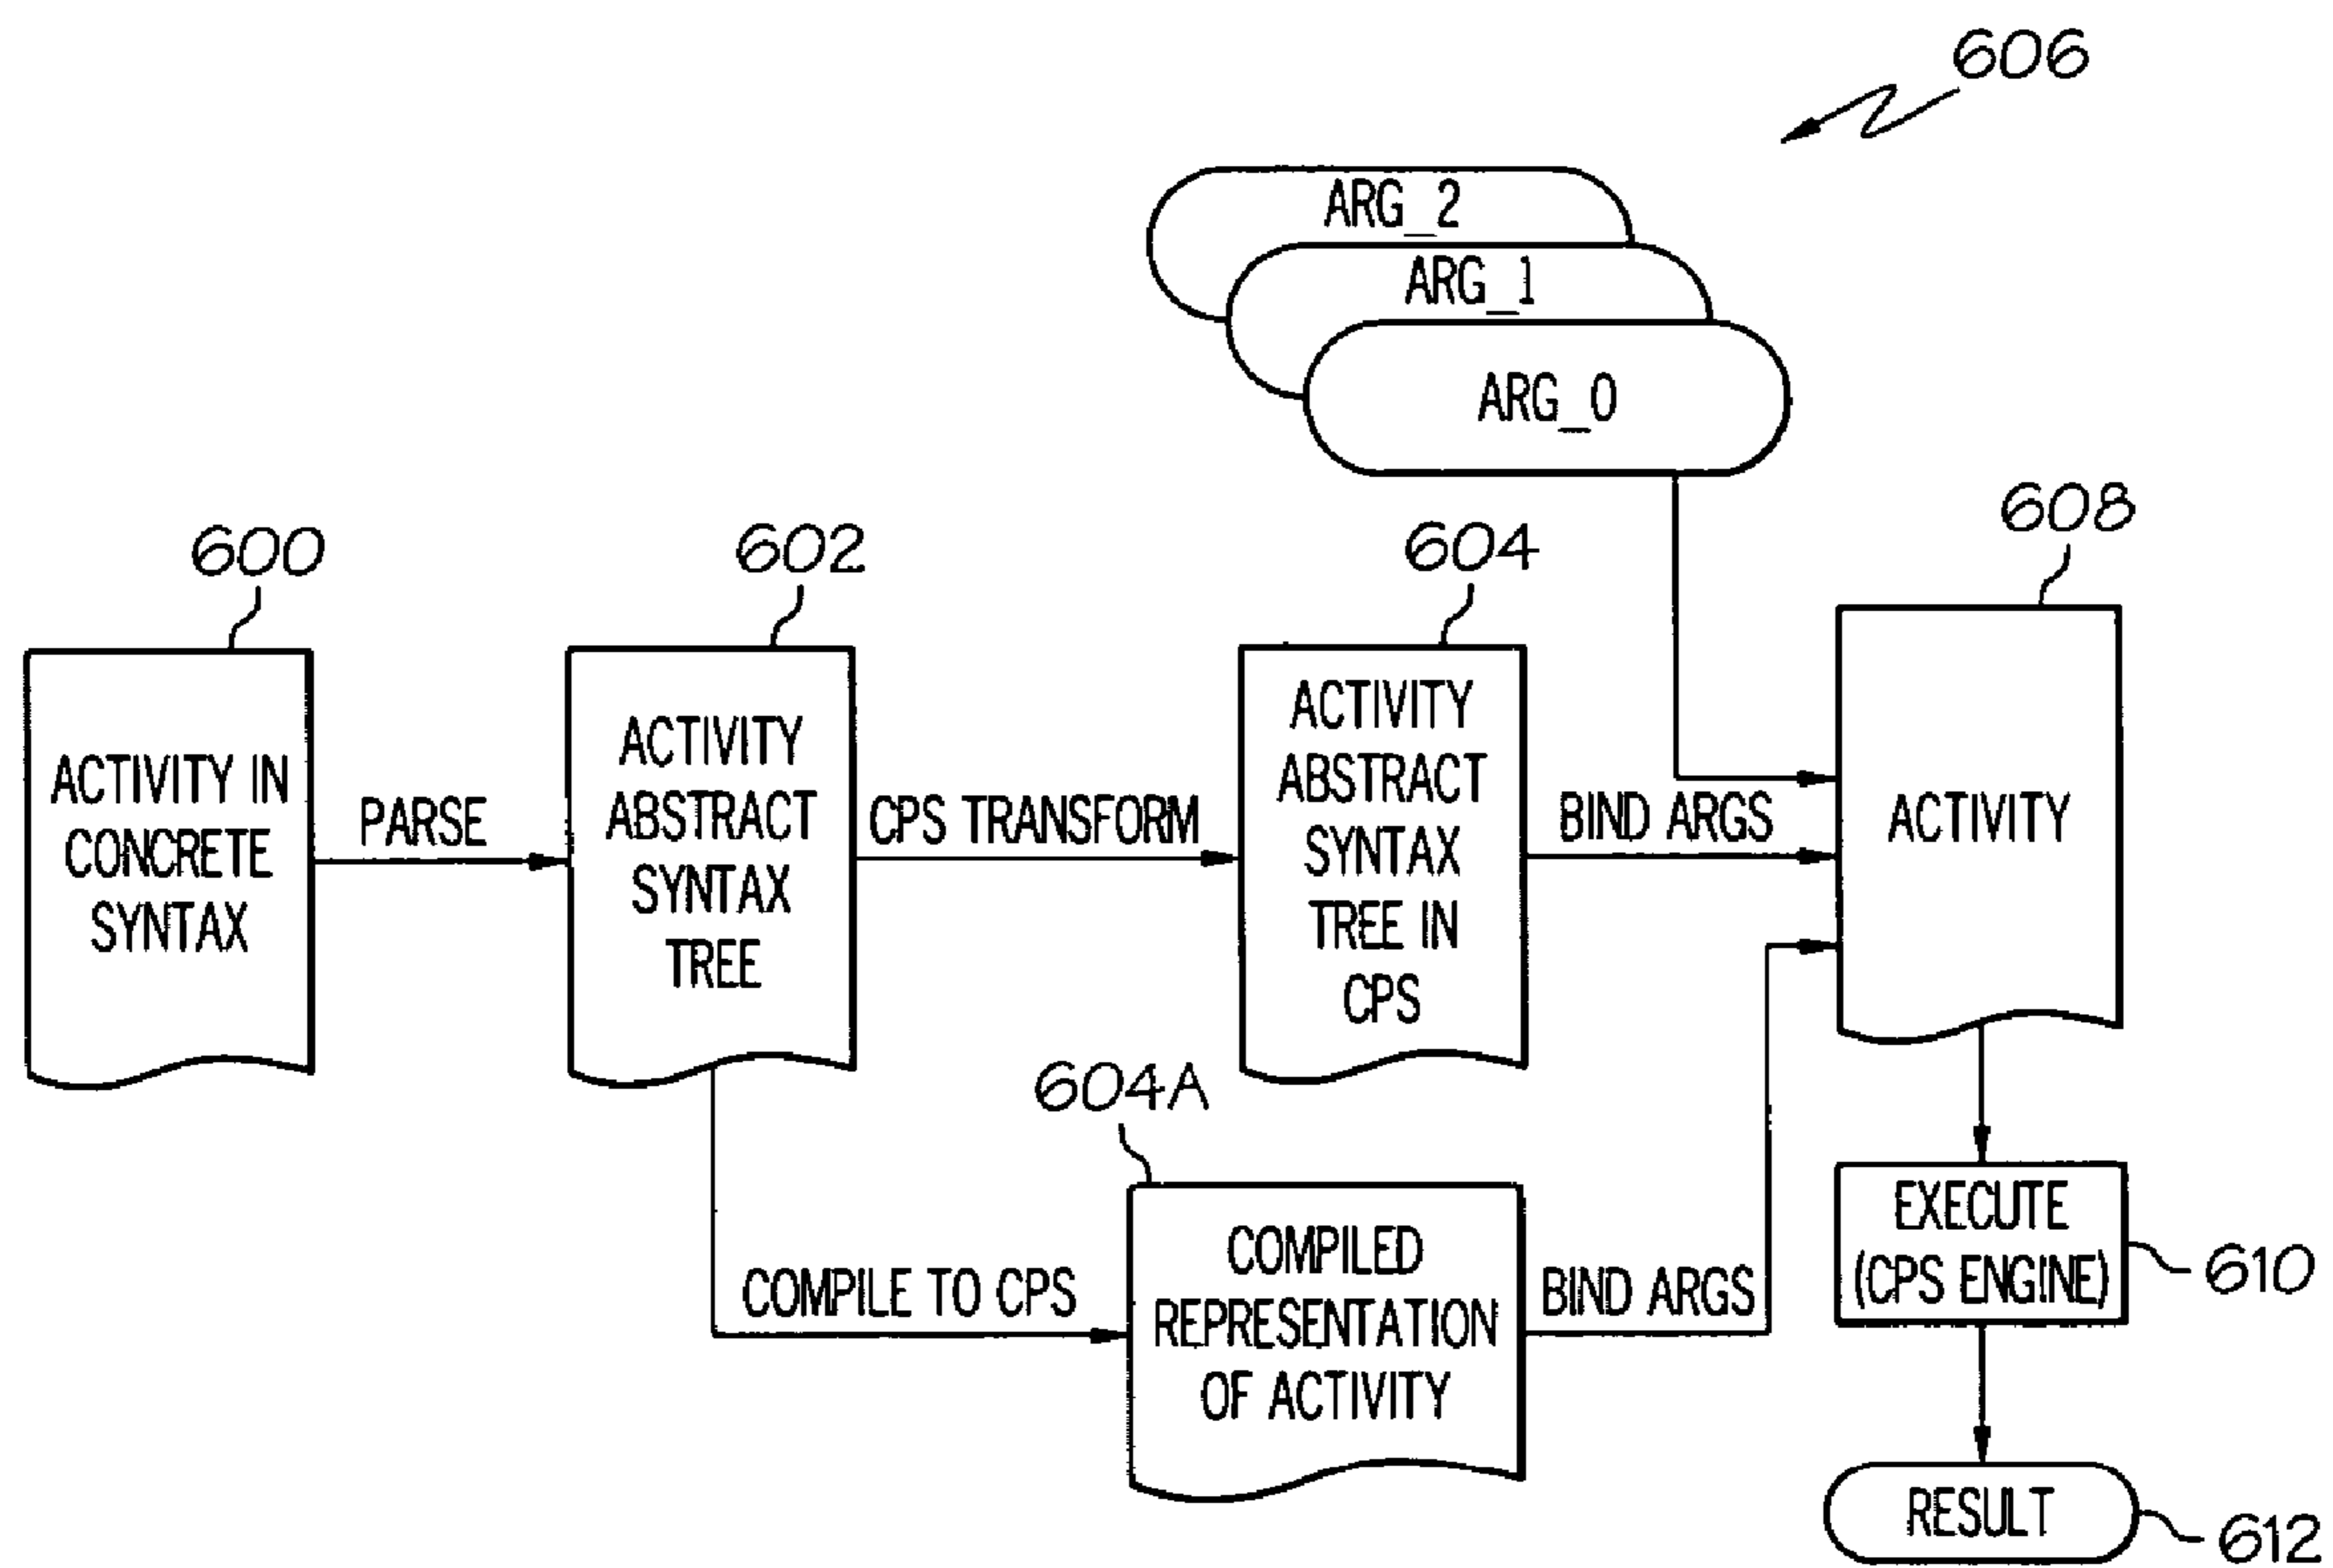 606
ARG_2
ARG_1
ARG_0
600
602
604
608
ACTIVITY IN
CONCRETE
SYNTAX
PARSE
ACTIVITY
ABSTRACT
SYNTAX
TREE
CPS TRANSFORM
ACTIVITY
ABSTRACT
SYNTAX
TREE IN
CPS
BIND ARGS
ACTIVITY
604A
COMPILE TO CPS
COMPILED
REPRESENTATION
OF ACTIVITY
BIND ARGS
EXECUTE
(CPS ENGINE)
610
RESULT
612